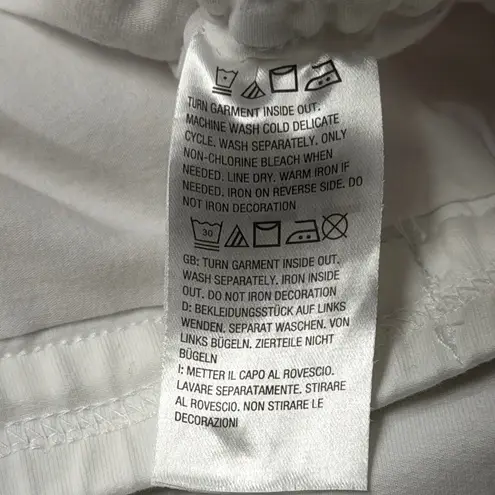 TURN GARMENT INSIDE OUT.
MACHINE WASH COLD DELICATE
CYCLE. WASH SEPARATELY. ONLY
NON-CHLORINE BLEACH WHEN
NEEDED. LINE DRY. WARM IRON IF
NEEDED. IRON ON REVERSE SIDE. DO
NOT IRON DECORATION
30
GB: TURN GARMENT INSIDE OUT.
WASH SEPARATELY. IRON INSIDE
OUT. DO NOT IRON DECORATION
D: BEKLEIDUNGSSTÜCK AUF LINKS
WENDEN. SEPARAT WASCHEN. VON
LINKS BÜGELN. ZIERTEILE NICHT
BÜGELN
I: METTER IL CAPO AL ROVESCIO.
LAVARE SEPARATAMENTE. STIRARE
AL ROVESCIO. NON STIRARE LE
DECORAZIONI